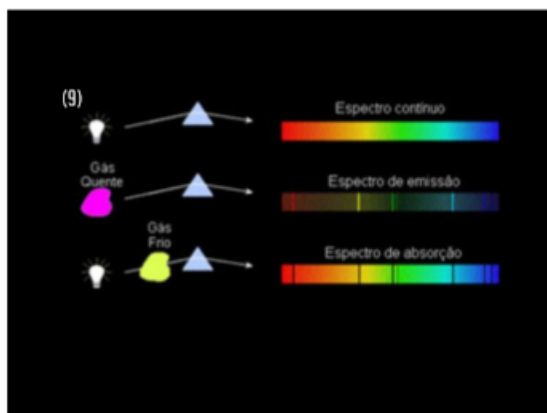 (9)
Espectro contínuo
Gás
Quente
Espectro de emissão
Gás
Frio
Espectro de absorção